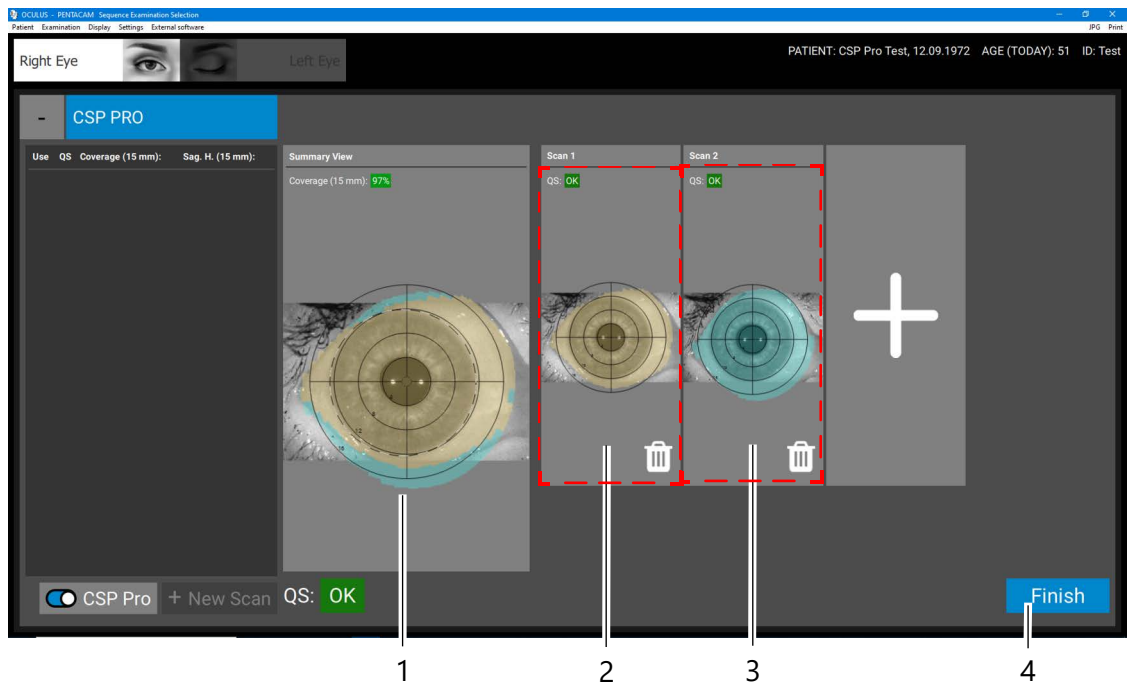 OCULUS - PENTACAM Sequence Examination Selection
Patient Examination Display Settings External software
JPG Print
Right Eye
Left Eye
PATIENT: CSP Pro Test, 12.09.1972 AGE (TODAY): 51 ID: Test
- CSP PRO
Use QS Coverage (15 mm): Sag. H. (15 mm):
Summary View
Coverage (15 mm): 97%
Scan 1
QS: OK
Scan 2
QS: OK
CSP Pro
+ New Scan
QS: OK
Finish
1
2
3
4